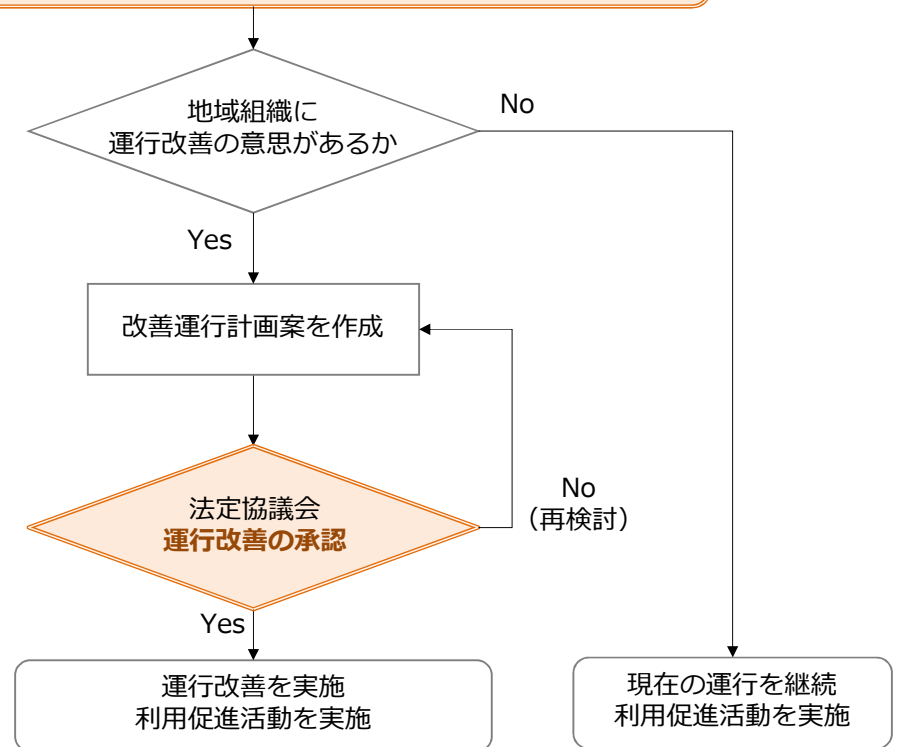 地域組織に
運行改善の意思があるか
No
Yes
改善運行計画案を作成
法定協議会
運行改善の承認
No
（再検討）
Yes
運行改善を実施
利用促進活動を実施
現在の運行を継続
利用促進活動を実施